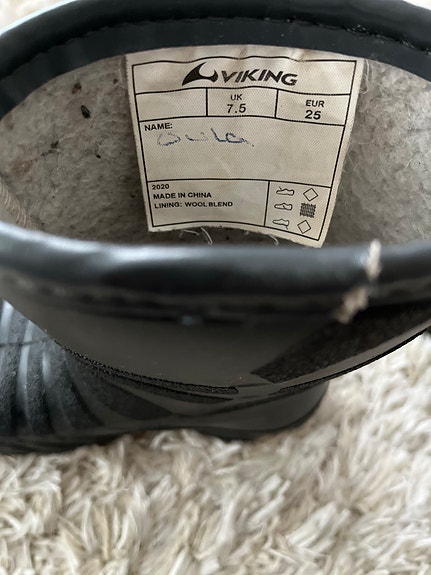 VIKING
UK 7.5 EUR 25
NAME:
2020
MADE IN CHINA
LINING: WOOL BLEND